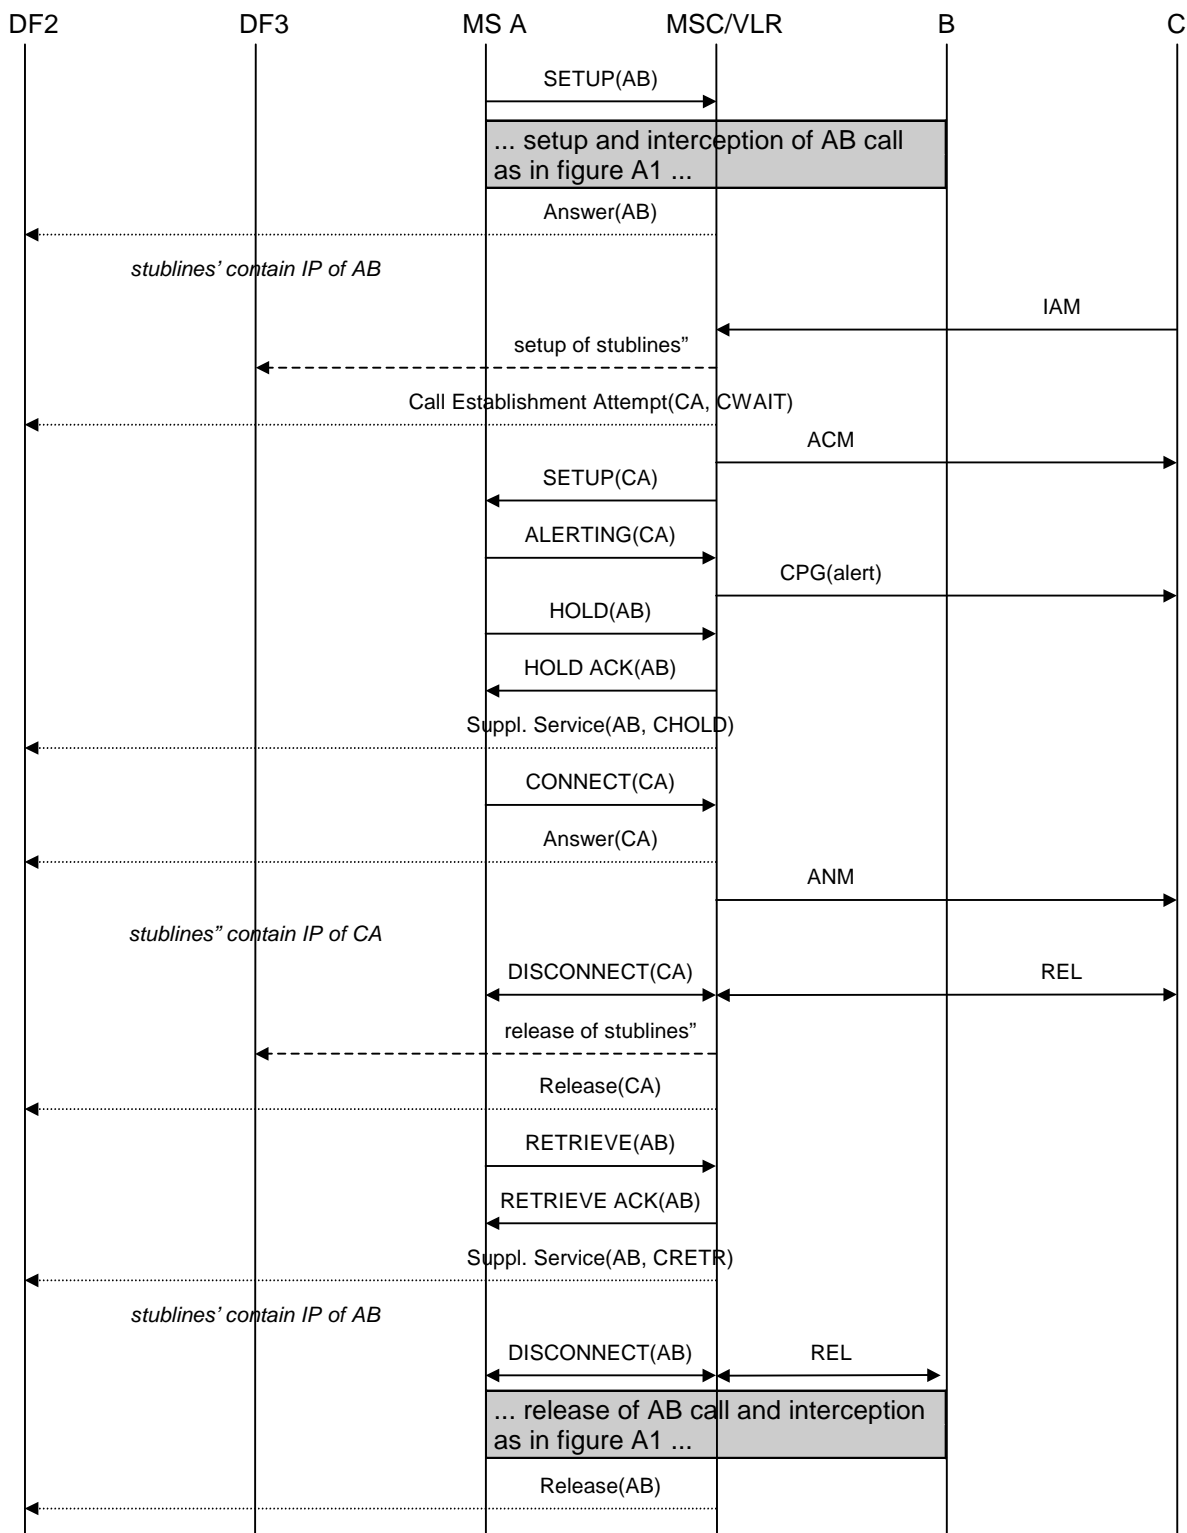 DF2 DF3 MS A MSC/VLR B C
SETUP(AB)
... setup and interception of AB call
as in figure A1 ...
Answer(AB)
stublines’ contain IP of AB
IAM
setup of stublines”
Call Establishment Attempt(CA, CWAIT)
ACM
SETUP(CA)
ALERTING(CA)
CPG(alert)
HOLD(AB)
HOLD ACK(AB)
Suppl. Service(AB, CHOLD)
CONNECT(CA)
Answer(CA)
ANM
stublines” contain IP of CA
DISCONNECT(CA) REL
release of stublines”
Release(CA)
RETRIEVE(AB)
RETRIEVE ACK(AB)
Suppl. Service(AB, CRETR)
stublines’ contain IP of AB
DISCONNECT(AB) REL
... release of AB call and interception
as in figure A1 ...
Release(AB)